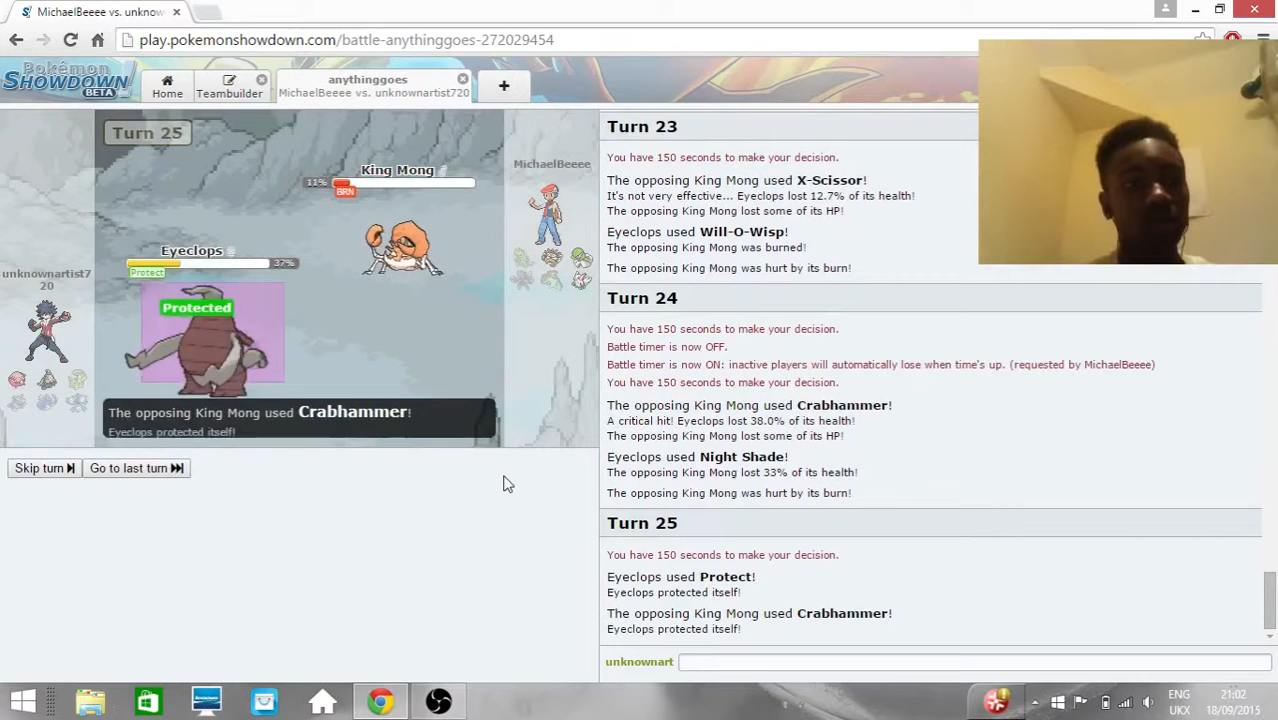 MichaelBeeee vs. unknow
play.pokemonshowdown.com/battle-anythinggoes-272029454
Pokémon
SHOWDOWN
BETA
Home
Teambuilder
anythinggoes
MichaelBeeee vs. unknownartist720
Turn 25
King Mong
11%
BRN
MichaelBeeee
Eyeclops
37%
Protect
unknownartist7
20
Protected
The opposing King Mong used Crabhammer!
Eyeclops protected itself!
Skip turn
Go to last turn
Turn 23
You have 150 seconds to make your decision.
The opposing King Mong used X-Scissor!
It's not very effective... Eyeclops lost 12.7% of its health!
The opposing King Mong lost some of its HP!
Eyeclops used Will-O-Wisp!
The opposing King Mong was burned!
The opposing King Mong was hurt by its burn!
Turn 24
You have 150 seconds to make your decision.
Battle timer is now OFF.
Battle timer is now ON: inactive players will automatically lose when time's up. (requested by MichaelBeeee)
You have 150 seconds to make your decision.
The opposing King Mong used Crabhammer!
A critical hit! Eyeclops lost 38.0% of its health!
The opposing King Mong lost some of its HP!
Eyeclops used Night Shade!
The opposing King Mong lost 33% of its health!
The opposing King Mong was hurt by its burn!
Turn 25
You have 150 seconds to make your decision.
Eyeclops used Protect!
Eyeclops protected itself!
The opposing King Mong used Crabhammer!
Eyeclops protected itself!
unknownart
ENG
UKX
21:02
18/09/2015